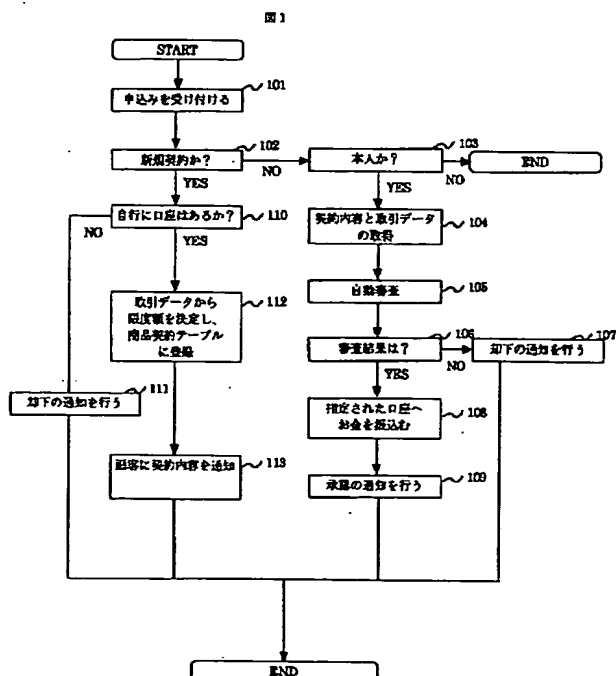 図1
START
101
申込みを受け付ける
102
新規契約か?
NO
103
本人か?
NO
END
YES
YES
自行に口座はあるか?
110
NO
YES
契約内容と取引データ
の取得
104
自動審査
105
取引データから
限度額を決定し、
商品契約テーブル
に登録
112
106
審査結果は?
NO
107
却下の通知を行う
YES
111
却下の通知を行う
指定された口座へ
お金を振込む
108
顧客に契約内容を通知
113
承認の通知を行う
109
END